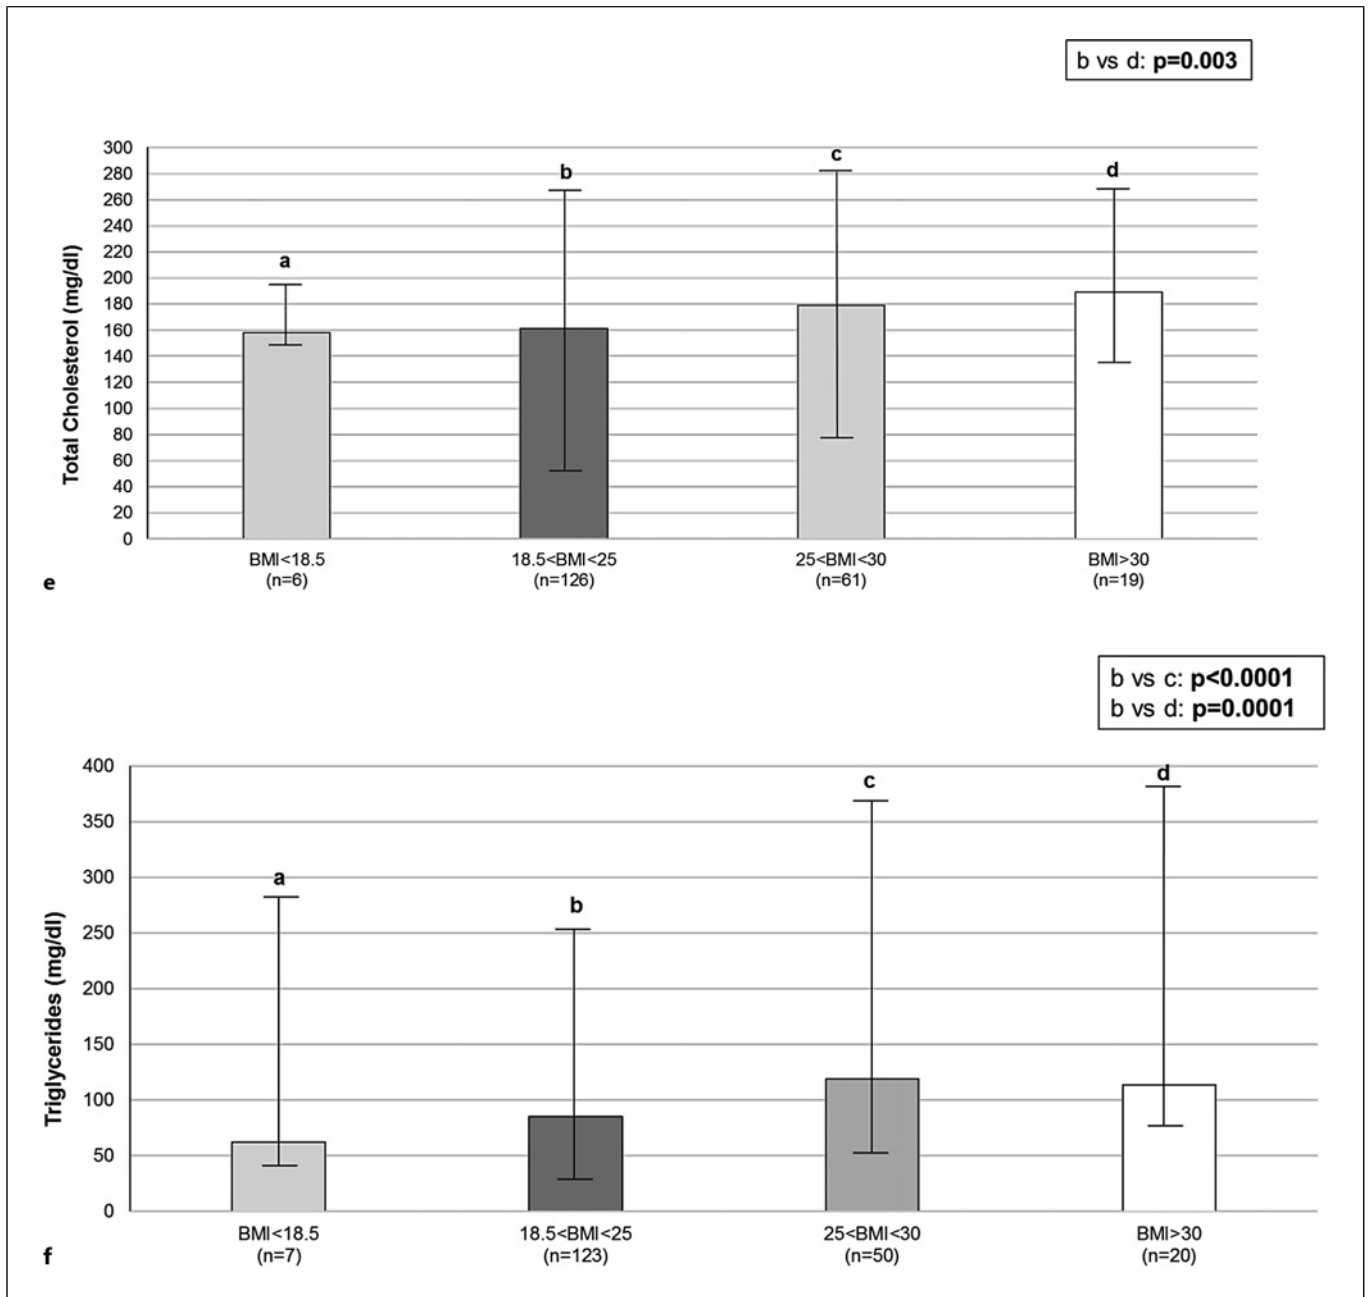 b vs d: p=0.003
300
280
260
240
220
200
180
160
140
120
100
80
60
40
20
0
Total Cholesterol (mg/dl)
a
b
c
d
BMI<18.5
(n=6)
18.5<BMI<25
(n=126)
25<BMI<30
(n=61)
BMI>30
(n=19)
e
b vs c: p<0.0001
b vs d: p=0.0001
400
350
300
250
200
150
100
50
0
Triglycerides (mg/dl)
a
b
c
d
BMI<18.5
(n=7)
18.5<BMI<25
(n=123)
25<BMI<30
(n=50)
BMI>30
(n=20)
f